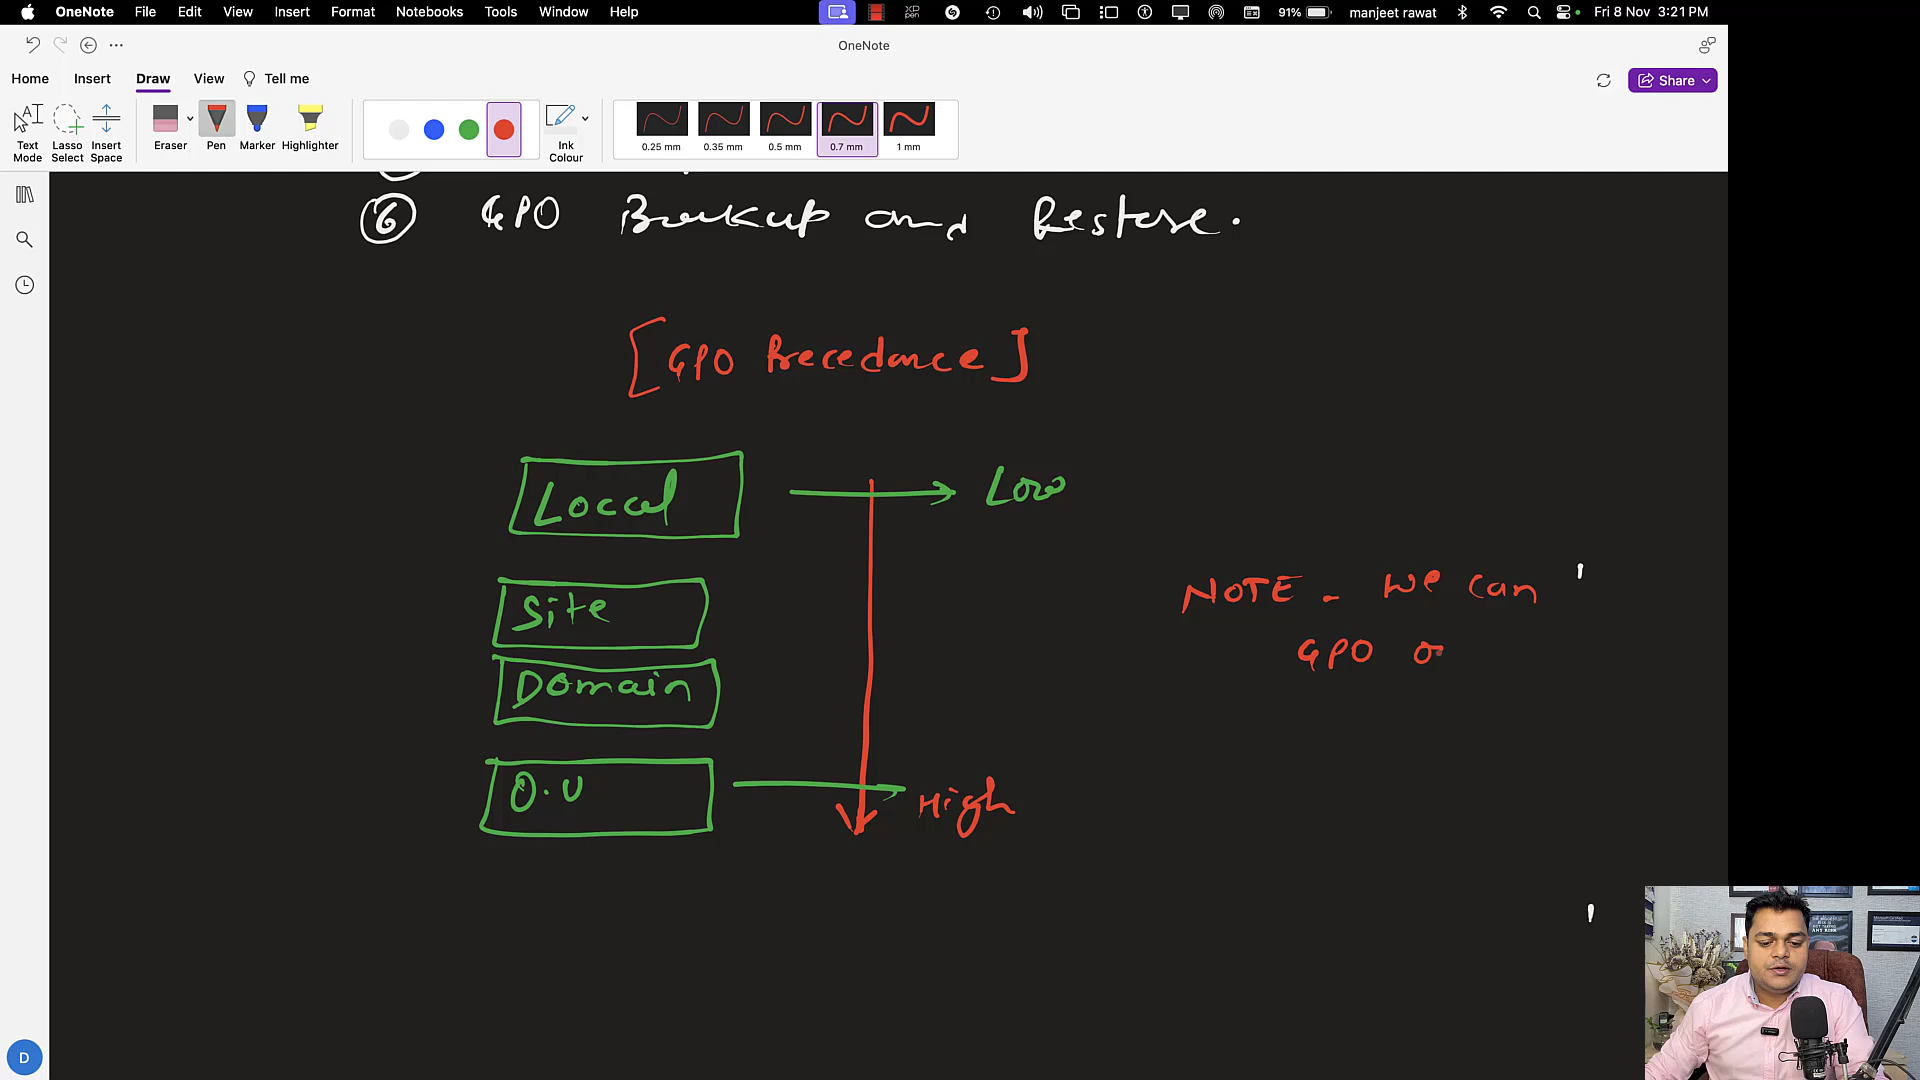 OneNote File Edit View Insert Format Notebooks Tools Window Help 91% manjeet rawat Fri 8 Nov 3:21 PM
OneNote
Home Insert Draw View Tell me Share
Text Mode Lasso Select Insert Space Eraser Pen Marker Highlighter Ink Colour 0.25 mm 0.35 mm 0.5 mm 0.7 mm 1 mm
⑥ GPO Backup and Restore.
[GPO Precedance]
Local Low
Site
Domain
O.U High
NOTE - We can
GPO o
D